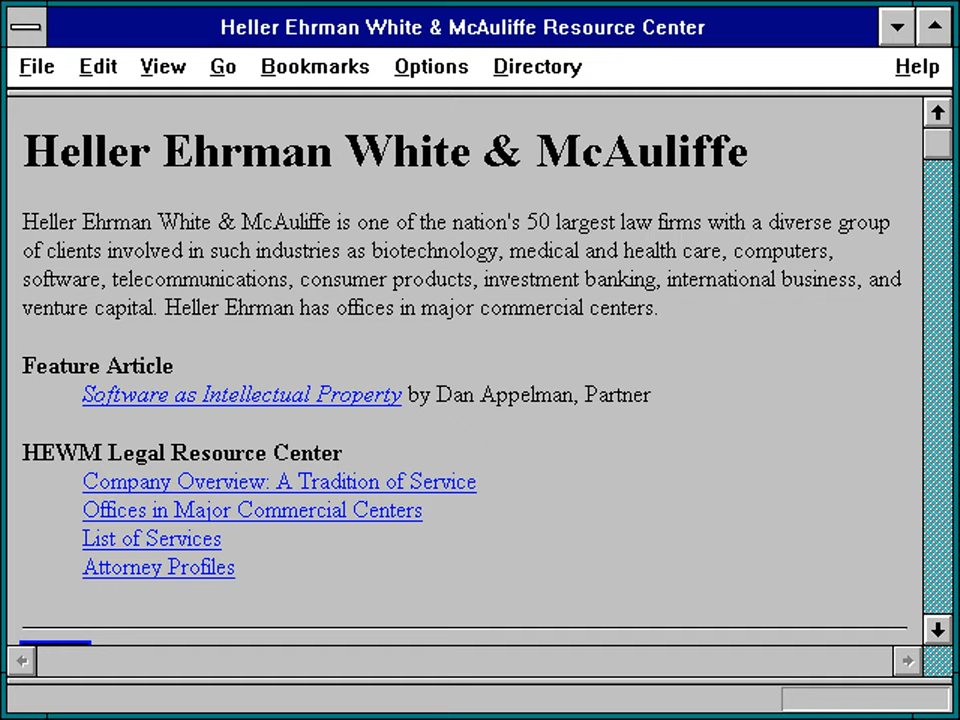 Heller Ehrman White & McAuliffe Resource Center
File Edit View Go Bookmarks Options Directory Help
Heller Ehrman White & McAuliffe
Heller Ehrman White & McAuliffe is one of the nation's 50 largest law firms with a diverse group
of clients involved in such industries as biotechnology, medical and health care, computers,
software, telecommunications, consumer products, investment banking, international business, and
venture capital. Heller Ehrman has offices in major commercial centers.
Feature Article
Software as Intellectual Property by Dan Appelman, Partner
HEWM Legal Resource Center
Company Overview: A Tradition of Service
Offices in Major Commercial Centers
List of Services
Attorney Profiles